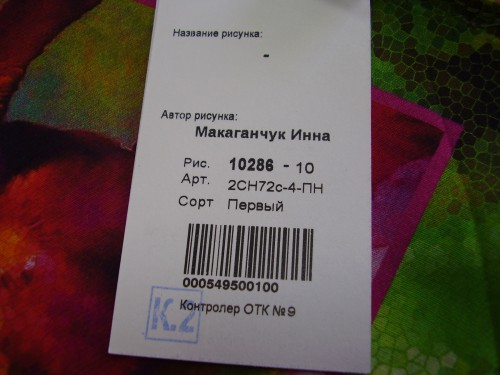 Название рисунка:
-
Автор рисунка:
Макаганчук Инна
Рис. 10286 - 10
Арт. 2СН72с-4-ПН
Сорт Первый
000549500100
Контролер ОТК №9
К.2